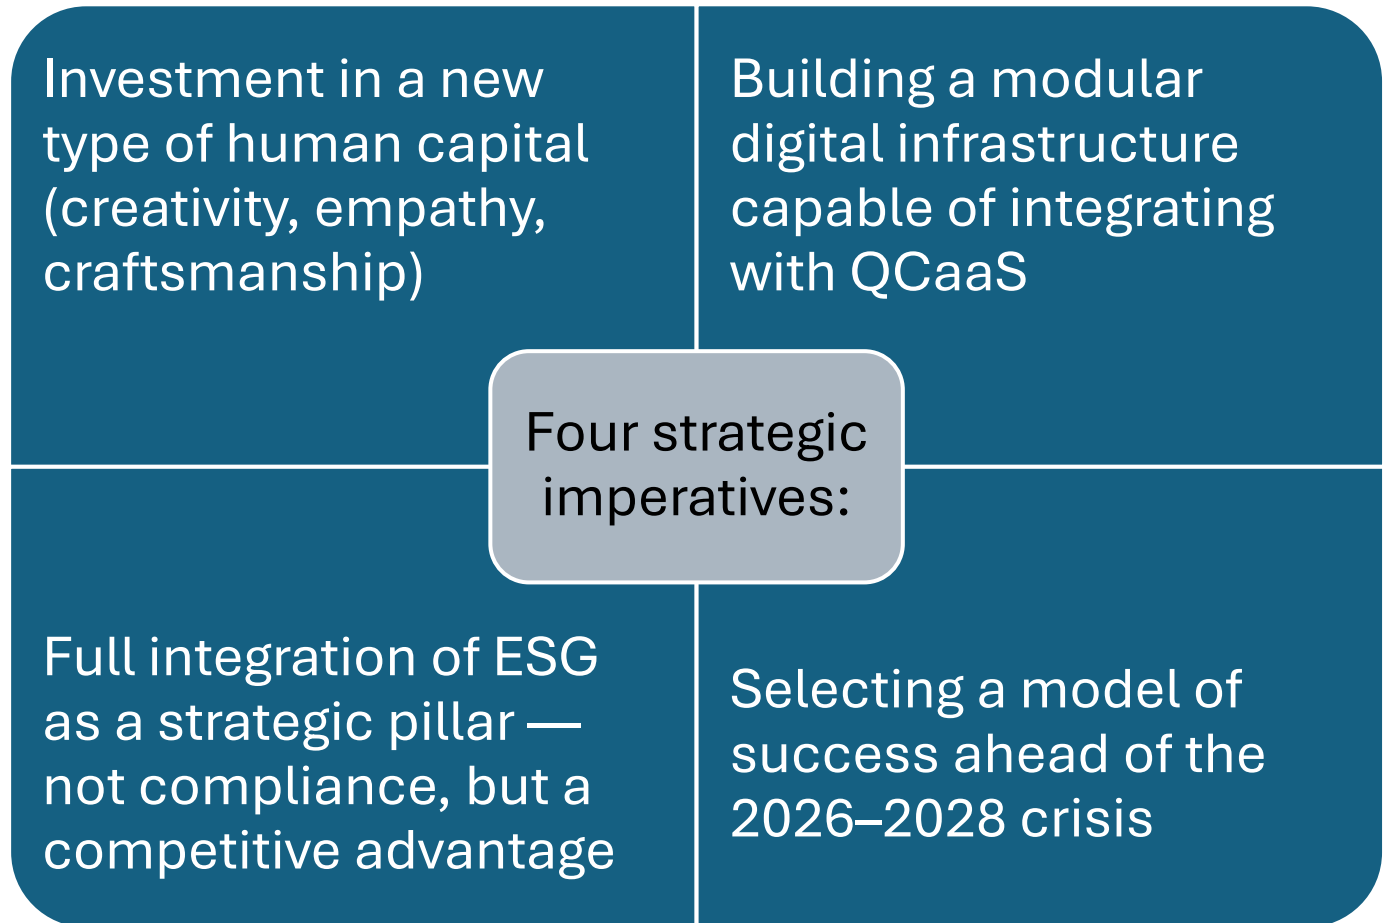 Investment in a new
type of human capital
(creativity, empathy,
craftsmanship)
Building a modular
digital infrastructure
capable of integrating
with QCaaS
Four strategic
imperatives:
Full integration of ESG
as a strategic pillar —
not compliance, but a
competitive advantage
Selecting a model of
success ahead of the
2026–2028 crisis